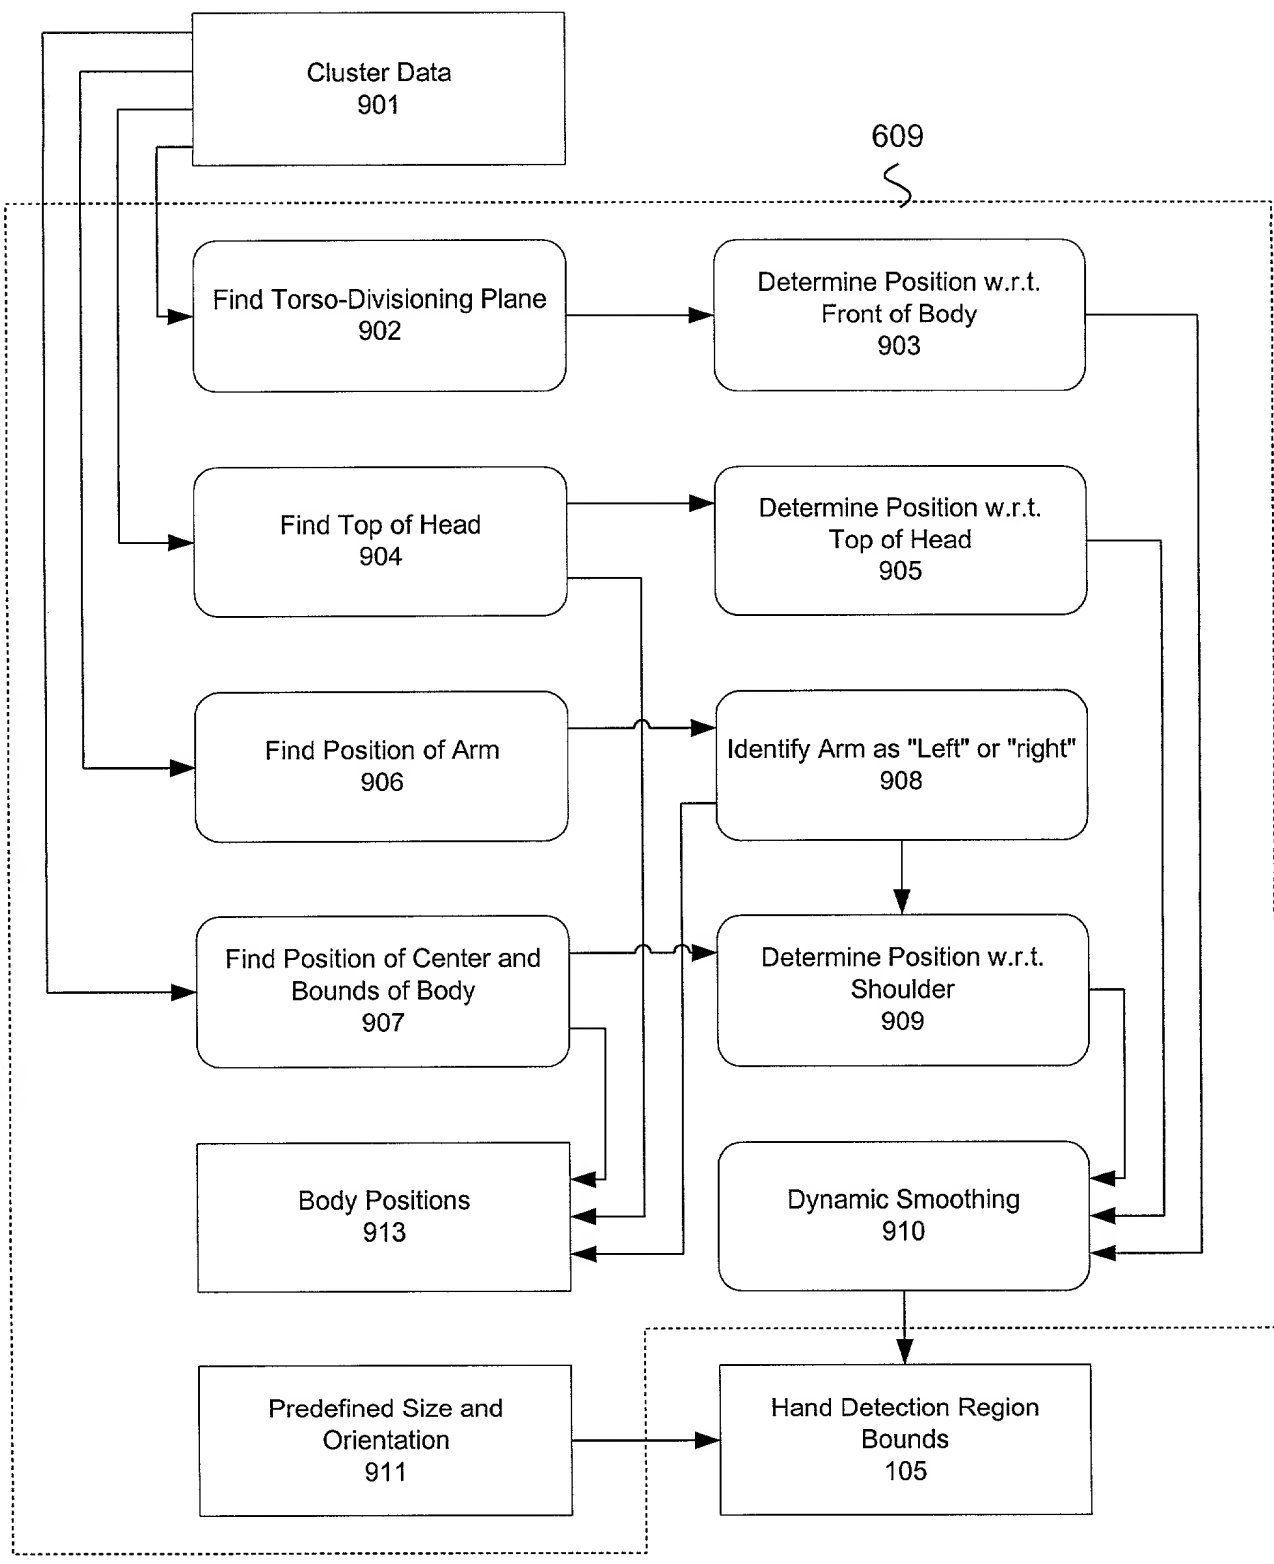 Cluster Data
901
609
Find Torso-Divisioning Plane
902
Determine Position w.r.t.
Front of Body
903
Find Top of Head
904
Determine Position w.r.t.
Top of Head
905
Find Position of Arm
906
Identify Arm as "Left" or "right"
908
Find Position of Center and
Bounds of Body
907
Determine Position w.r.t.
Shoulder
909
Body Positions
913
Dynamic Smoothing
910
Predefined Size and
Orientation
911
Hand Detection Region
Bounds
105